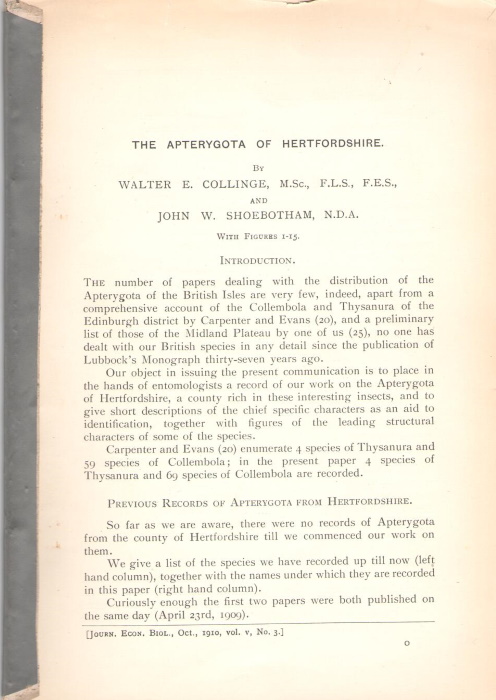 THE APTERYGOTA OF HERTFORDSHIRE.
By
WALTER E. COLLINGE, M.Sc., F.L.S., F.E.S.,
AND
JOHN W. SHOEBOTHAM, N.D.A.
With Figures 1-15.
Introduction.
The number of papers dealing with the distribution of the
Apterygota of the British Isles are very few, indeed, apart from a
comprehensive account of the Collembola and Thysanura of the
Edinburgh district by Carpenter and Evans (20), and a preliminary
list of those of the Midland Plateau by one of us (25), no one has
dealt with our British species in any detail since the publication of
Lubbock's Monograph thirty-seven years ago.
Our object in issuing the present communication is to place in
the hands of entomologists a record of our work on the Apterygota
of Hertfordshire, a county rich in these interesting insects, and to
give short descriptions of the chief specific characters as an aid to
identification, together with figures of the leading structural
characters of some of the species.
Carpenter and Evans (20) enumerate 4 species of Thysanura and
59 species of Collembola; in the present paper 4 species of
Thysanura and 69 species of Collembola are recorded.
Previous Records of Apterygota from Hertfordshire.
So far as we are aware, there were no records of Apterygota
from the county of Hertfordshire till we commenced our work on
them.
We give a list of the species we have recorded up till now (left
hand column), together with the names under which they are recorded
in this paper (right hand column).
Curiously enough the first two papers were both published on
the same day (April 23rd, 1909).
[Journ. Econ. Biol., Oct., 1910, vol. v, No. 3.]
O